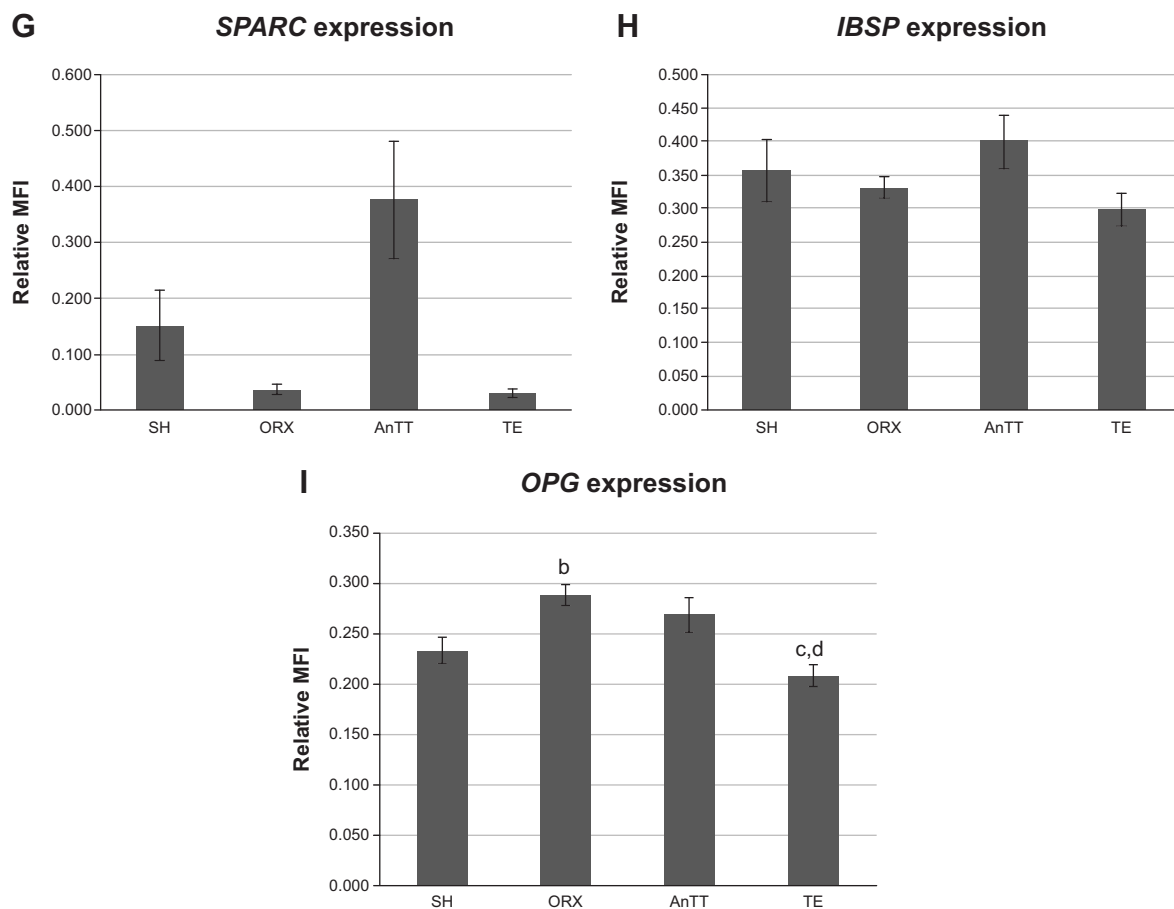 G
SPARC expression
0.600
0.500
0.400
0.300
0.200
0.100
0.000
Relative MFI
SH ORX AnTT TE
H
IBSP expression
0.500
0.450
0.400
0.350
0.300
0.250
0.200
0.150
0.100
0.050
0.000
Relative MFI
SH ORX AnTT TE
I
OPG expression
0.350
0.300
0.250
0.200
0.150
0.100
0.050
0.000
Relative MFI
b
c,d
SH ORX AnTT TE